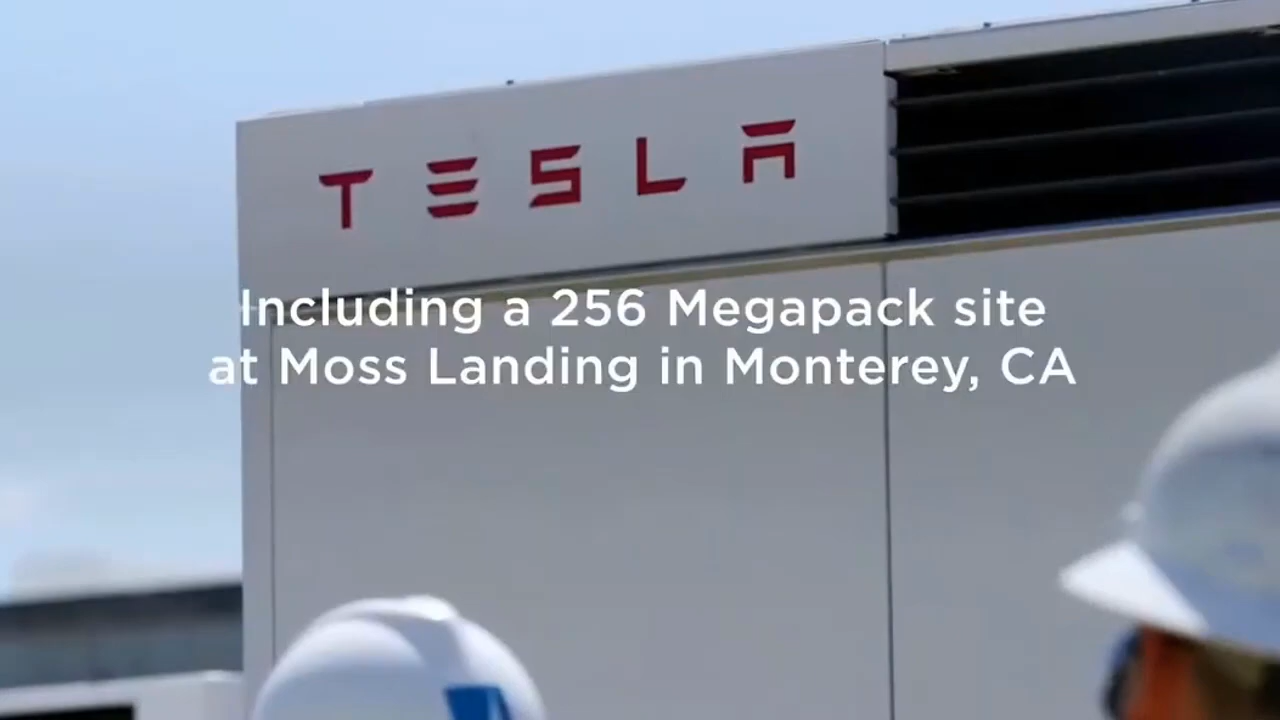 TESLA
Including a 256 Megapack site
at Moss Landing in Monterey, CA